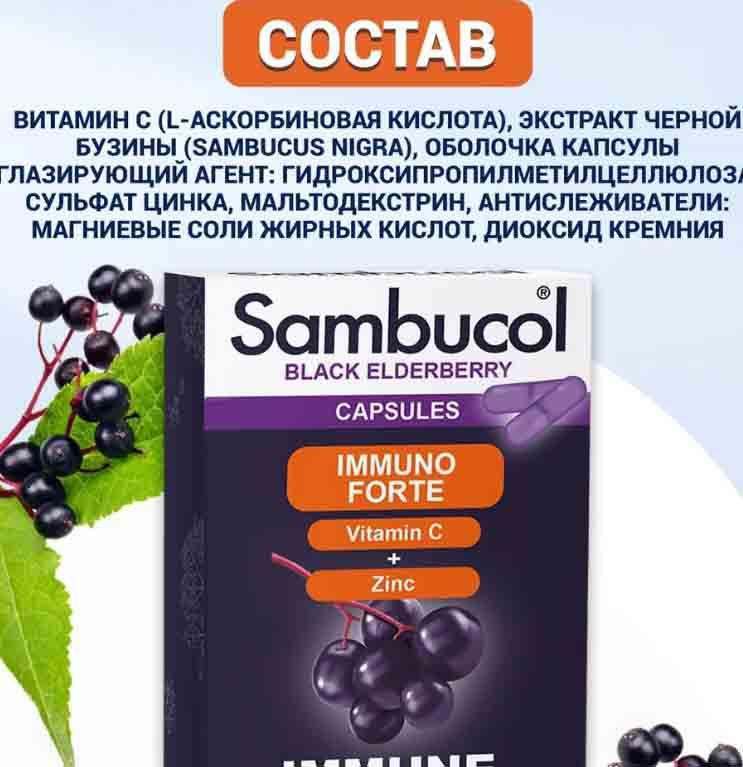 СОСТАВ
ВИТАМИН С (L-АСКОРБИНОВАЯ КИСЛОТА), ЭКСТРАКТ ЧЕРНОЙ
БУЗИНЫ (SAMBUCUS NIGRA), ОБОЛОЧКА КАПСУЛЫ
ГЛАЗИРУЮЩИЙ АГЕНТ: ГИДРОКСИПРОПИЛМЕТИЛЦЕЛЛЮЛОЗА
СУЛЬФАТ ЦИНКА, МАЛЬТОДЕКСТРИН, АНТИСЛЕЖИВАТЕЛИ:
МАГНИЕВЫЕ СОЛИ ЖИРНЫХ КИСЛОТ, ДИОКСИД КРЕМНИЯ
Sambucol®
BLACK ELDERBERRY
CAPSULES
IMMUNO
FORTE
Vitamin C
+
Zinc
IMMUNE